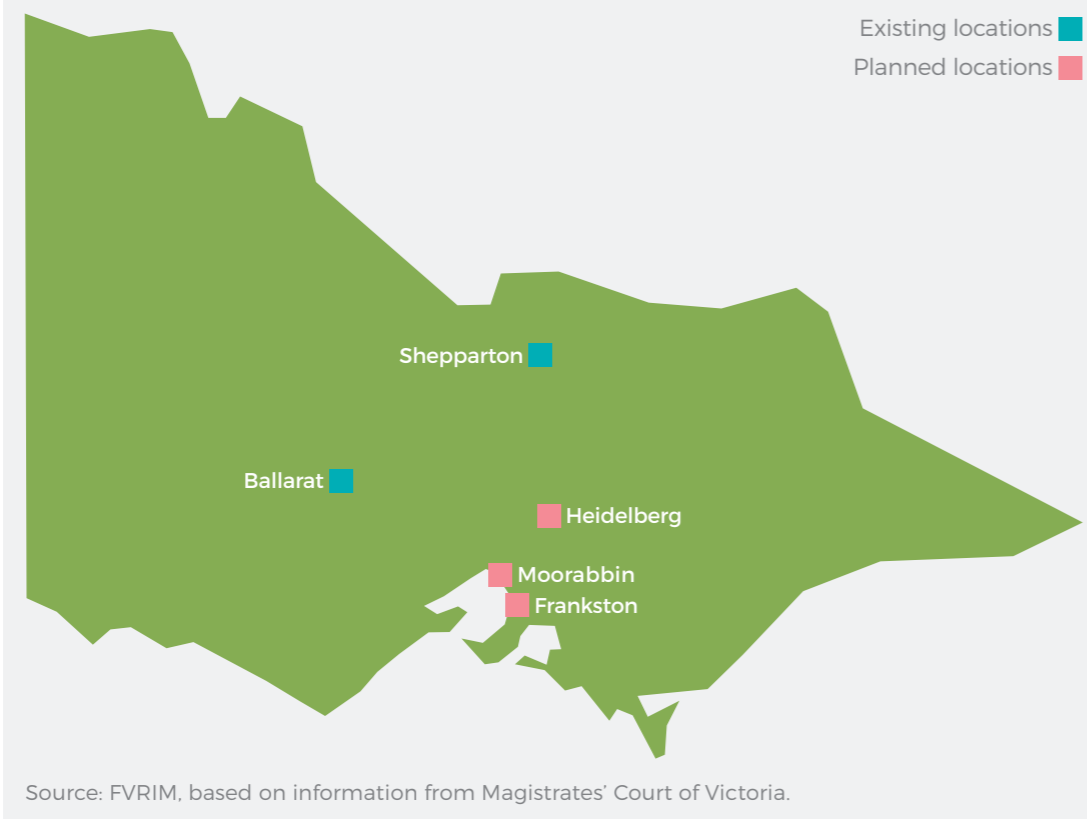 Existing locations
Planned locations
Shepparton
Ballarat
Heidelberg
Moorabbin
Frankston
Source: FVRIM, based on information from Magistrates’ Court of Victoria.